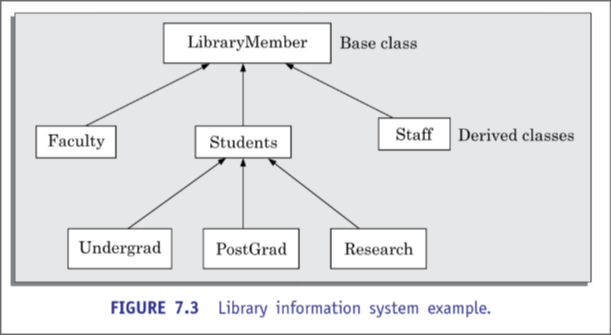 LibraryMember Base class
Faculty Students Staff Derived classes
Undergrad PostGrad Research
FIGURE 7.3 Library information system example.